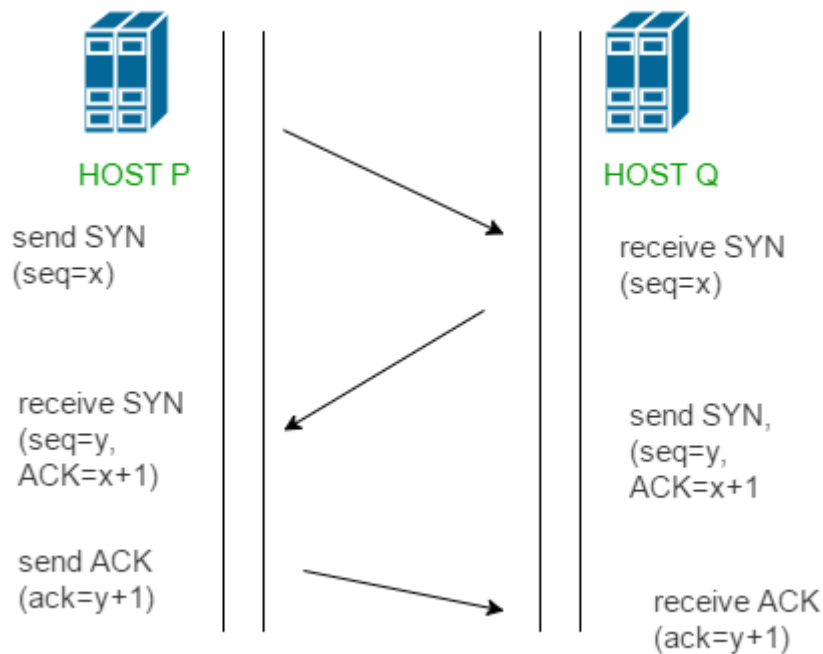 HOST P
HOST Q
send SYN
(seq=x)
receive SYN
(seq=x)
receive SYN
(seq=y,
ACK=x+1)
send SYN,
(seq=y,
ACK=x+1
send ACK
(ack=y+1)
receive ACK
(ack=y+1)